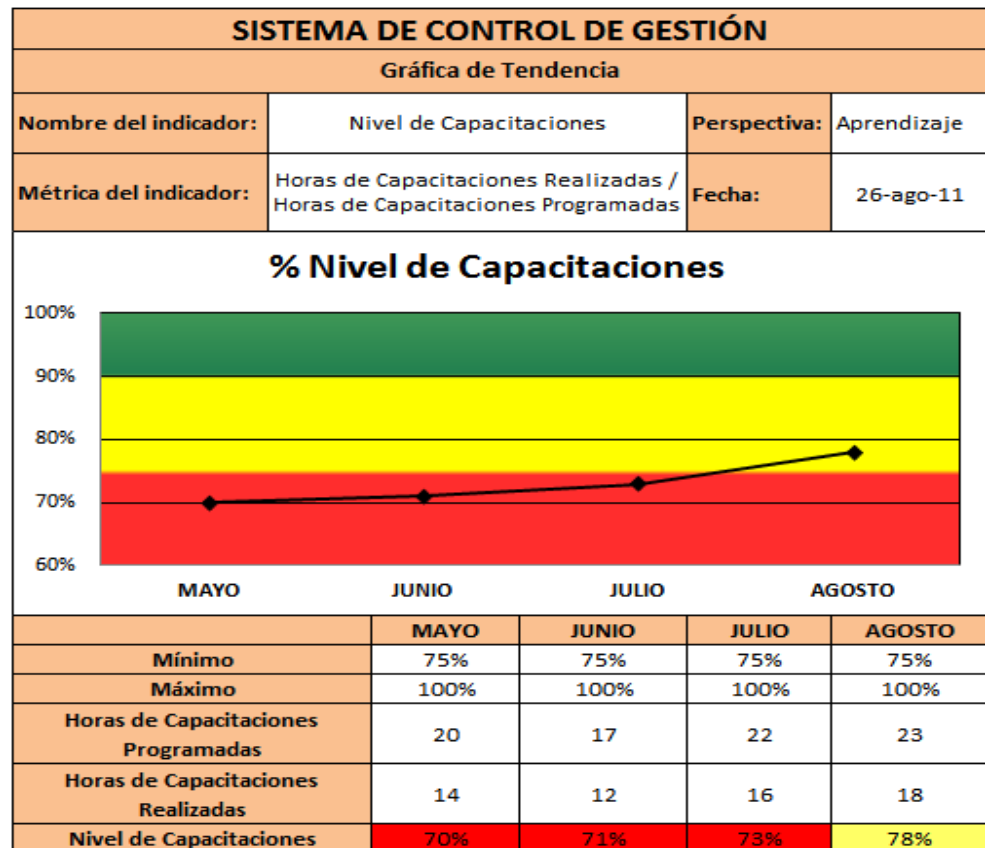 SISTEMA DE CONTROL DE GESTIÓN
Gráfica de Tendencia
Nombre del indicador: Nivel de Capacitaciones Perspectiva: Aprendizaje
Métrica del indicador: Horas de Capacitaciones Realizadas /
Horas de Capacitaciones Programadas Fecha: 26-ago-11
% Nivel de Capacitaciones
100%
90%
80%
70%
60%
MAYO JUNIO JULIO AGOSTO
MAYO JUNIO JULIO AGOSTO
Mínimo 75% 75% 75% 75%
Máximo 100% 100% 100% 100%
Horas de Capacitaciones
Programadas 20 17 22 23
Horas de Capacitaciones
Realizadas 14 12 16 18
Nivel de Capacitaciones 70% 71% 73% 78%